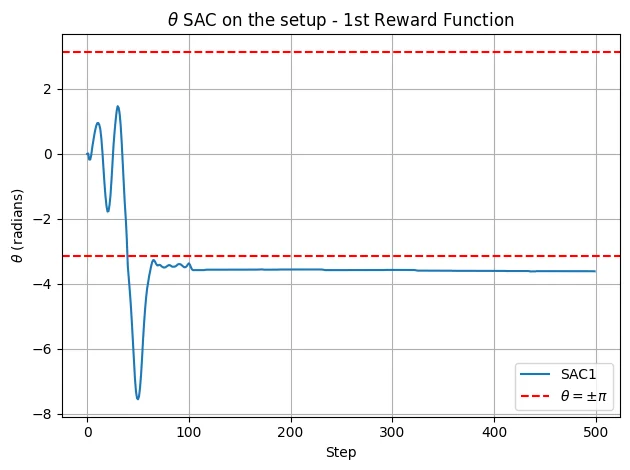 θ SAC on the setup - 1st Reward Function
θ (radians)
2
0
−2
−4
−6
−8
0
100
200
300
400
500
Step
SAC1
θ = ±π